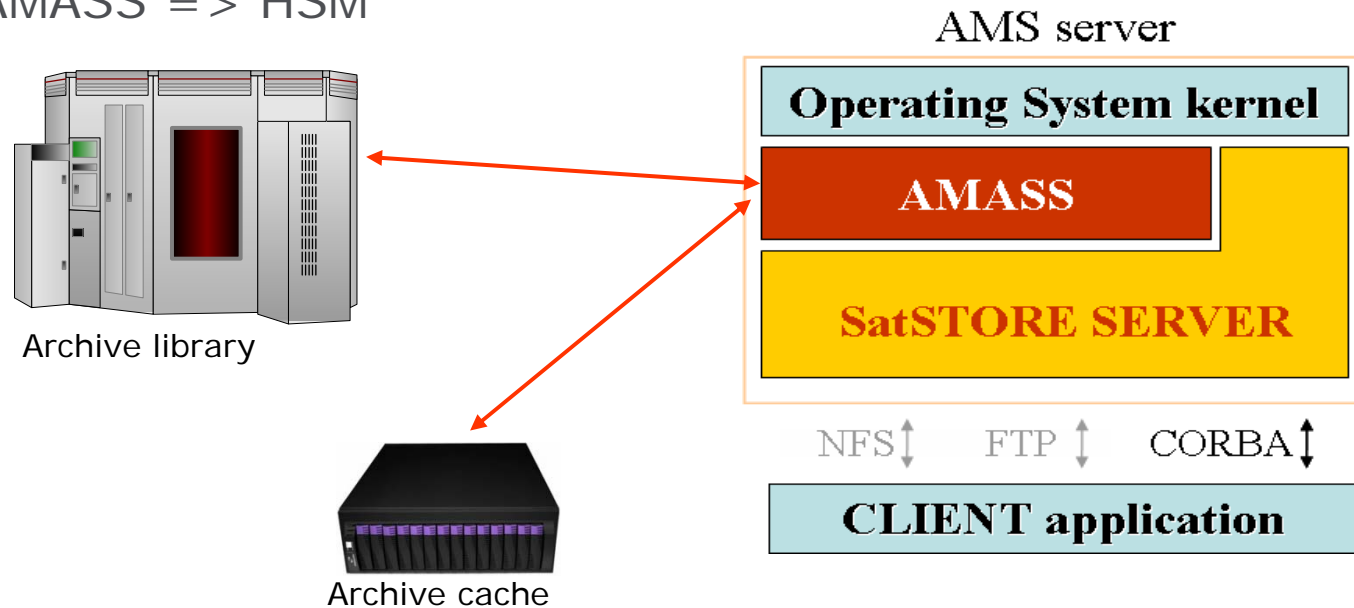 AMASS => HSM
AMS server
Operating System kernel
AMASS
SatSTORE SERVER
Archive library
NFS FTP CORBA
CLIENT application
Archive cache